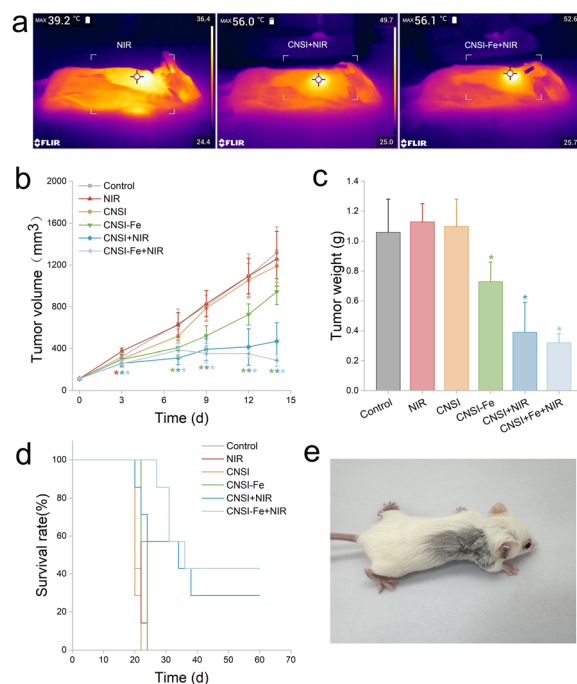 a
MAX 39.2 °C
36.4
NIR
FLIR
24.4
MAX 56.0 °C
49.7
CNSI+NIR
FLIR
25.0
MAX 56.1 °C
52.6
CNSI-Fe+NIR
FLIR
25.7
b
Tumor volume (mm3)
2000
1600
1200
800
400
0
Control
NIR
CNSI
CNSI-Fe
CNSI+NIR
CNSI-Fe+NIR
***
***
***
***
***
0 3 6 9 12 15
Time (d)
c
Tumor weight (g)
1.4
1.2
1.0
0.8
0.6
0.4
0.2
0.0
*
*
*
Control
NIR
CNSI
CNSI-Fe
CNSI+NIR
CNSI+Fe+NIR
d
Survival rate(%)
100
80
60
40
20
0
Control
NIR
CNSI
CNSI-Fe
CNSI+NIR
CNSI-Fe+NIR
0 10 20 30 40 50 60 70
Time (d)
e